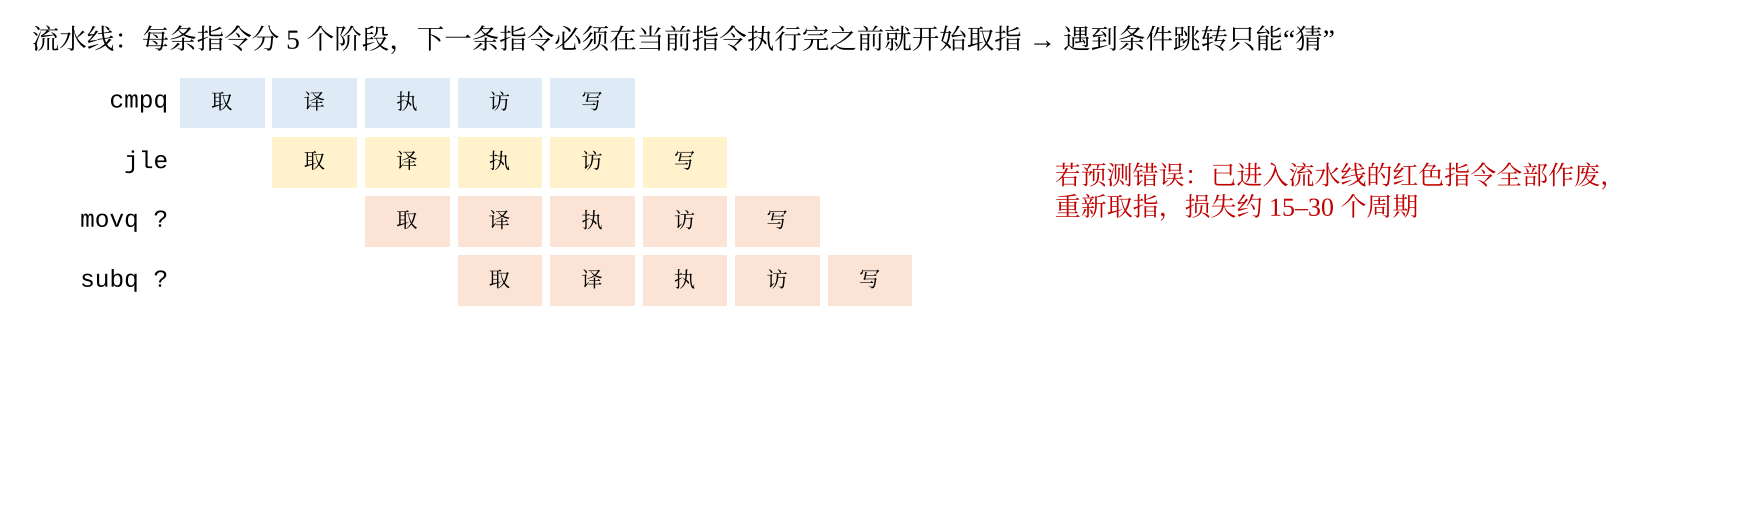 流水线：每条指令分 5 个阶段，下一条指令必须在当前指令执行完之前就开始取指 → 遇到条件跳转只能“猜”
cmpq 取 译 执 访 写
jle 取 译 执 访 写
movq ? 取 译 执 访 写
subq ? 取 译 执 访 写
若预测错误：已进入流水线的红色指令全部作废，
重新取指，损失约 15–30 个周期